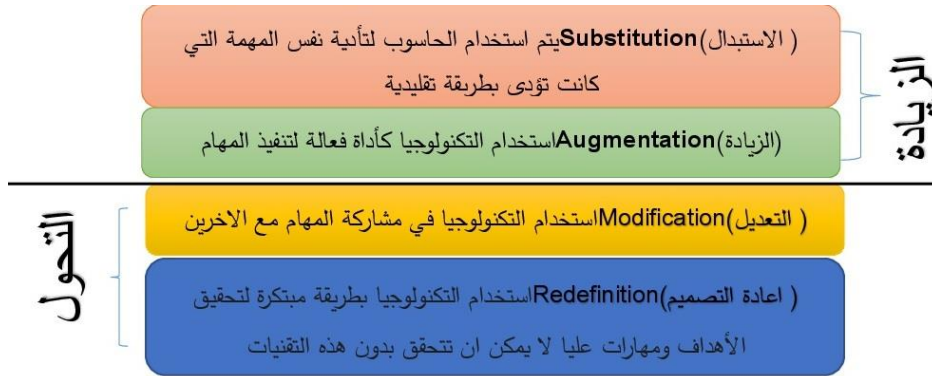 ( الاستبدال)Substitutionيتم استخدام الحاسوب لتأدية نفس المهمة التي
كانت تؤدى بطريقة تقليدية
(الزيادة)Augmentationاستخدام التكنولوجيا كأداة فعالة لتنفيذ المهام
الزيادة
( التعديل)Modificationاستخدام التكنولوجيا في مشاركة المهام مع الاخرين
( اعادة التصميم)Redefinitionاستخدام التكنولوجيا بطريقة مبتكرة لتحقيق
الأهداف ومهارات عليا لا يمكن ان تتحقق بدون هذه التقنيات
التحول